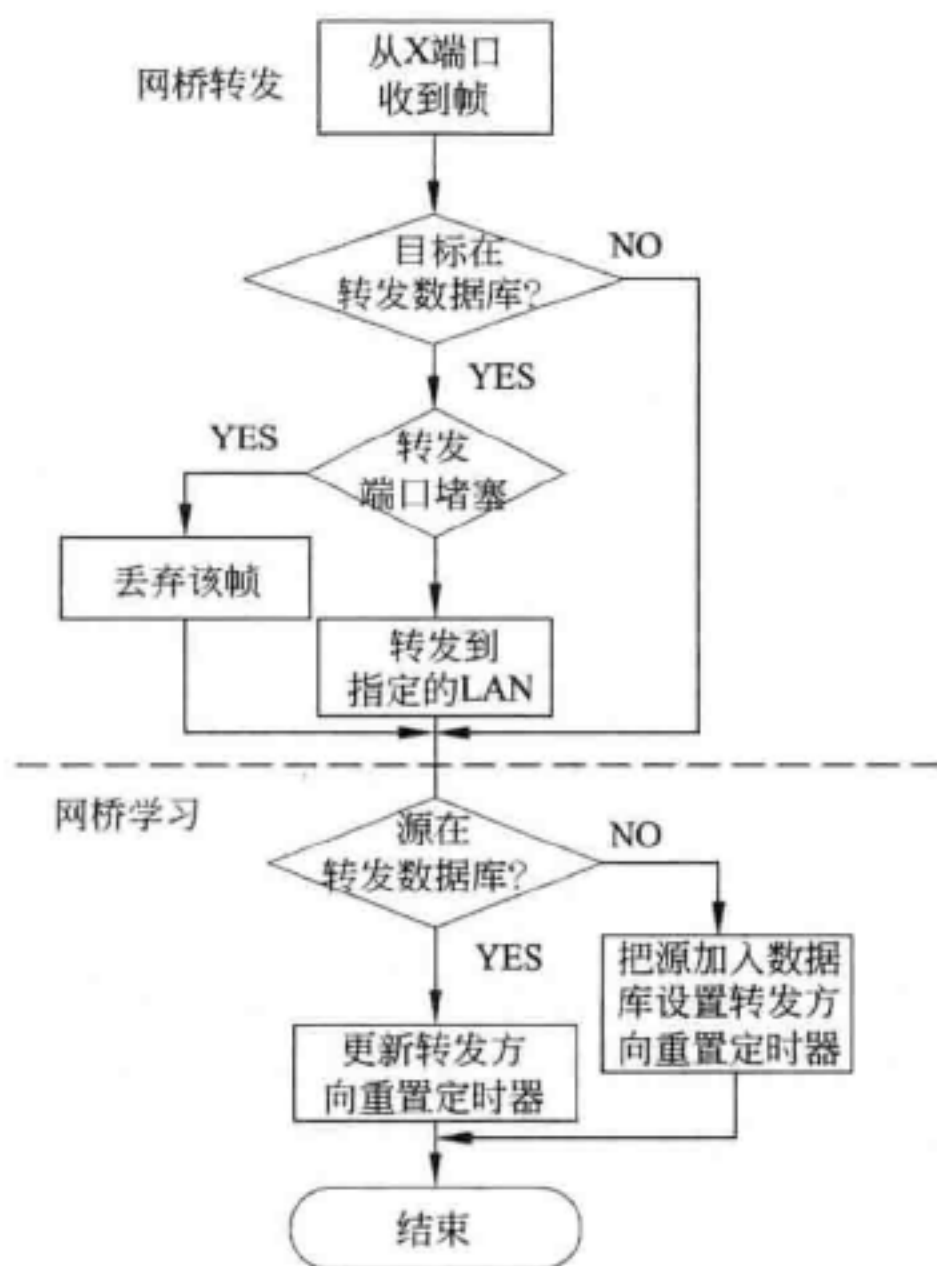 网桥转发
从X端口
收到帧
目标在
转发数据库?
NO
YES
转发
端口堵塞
YES
丢弃该帧
转发到
指定的LAN
网桥学习
源在
转发数据库?
NO
YES
把源加入数据
库设置转发方
向重置定时器
更新转发方
向重置定时器
结束